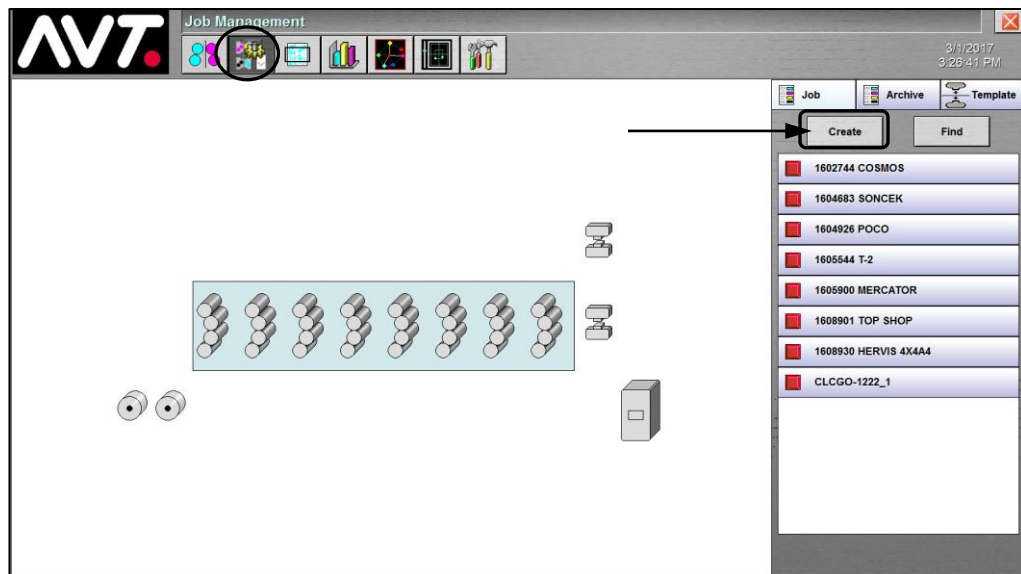 AVT.
Job Management
3/1/2017
3:26:41 PM
Job
Archive
Template
Create
Find
1602744 COSMOS
1604683 SONCEK
1604926 POCO
1605544 T-2
1605900 MERCATOR
1608901 TOP SHOP
1608930 HERVIS 4X4A4
CLCGO-1222_1